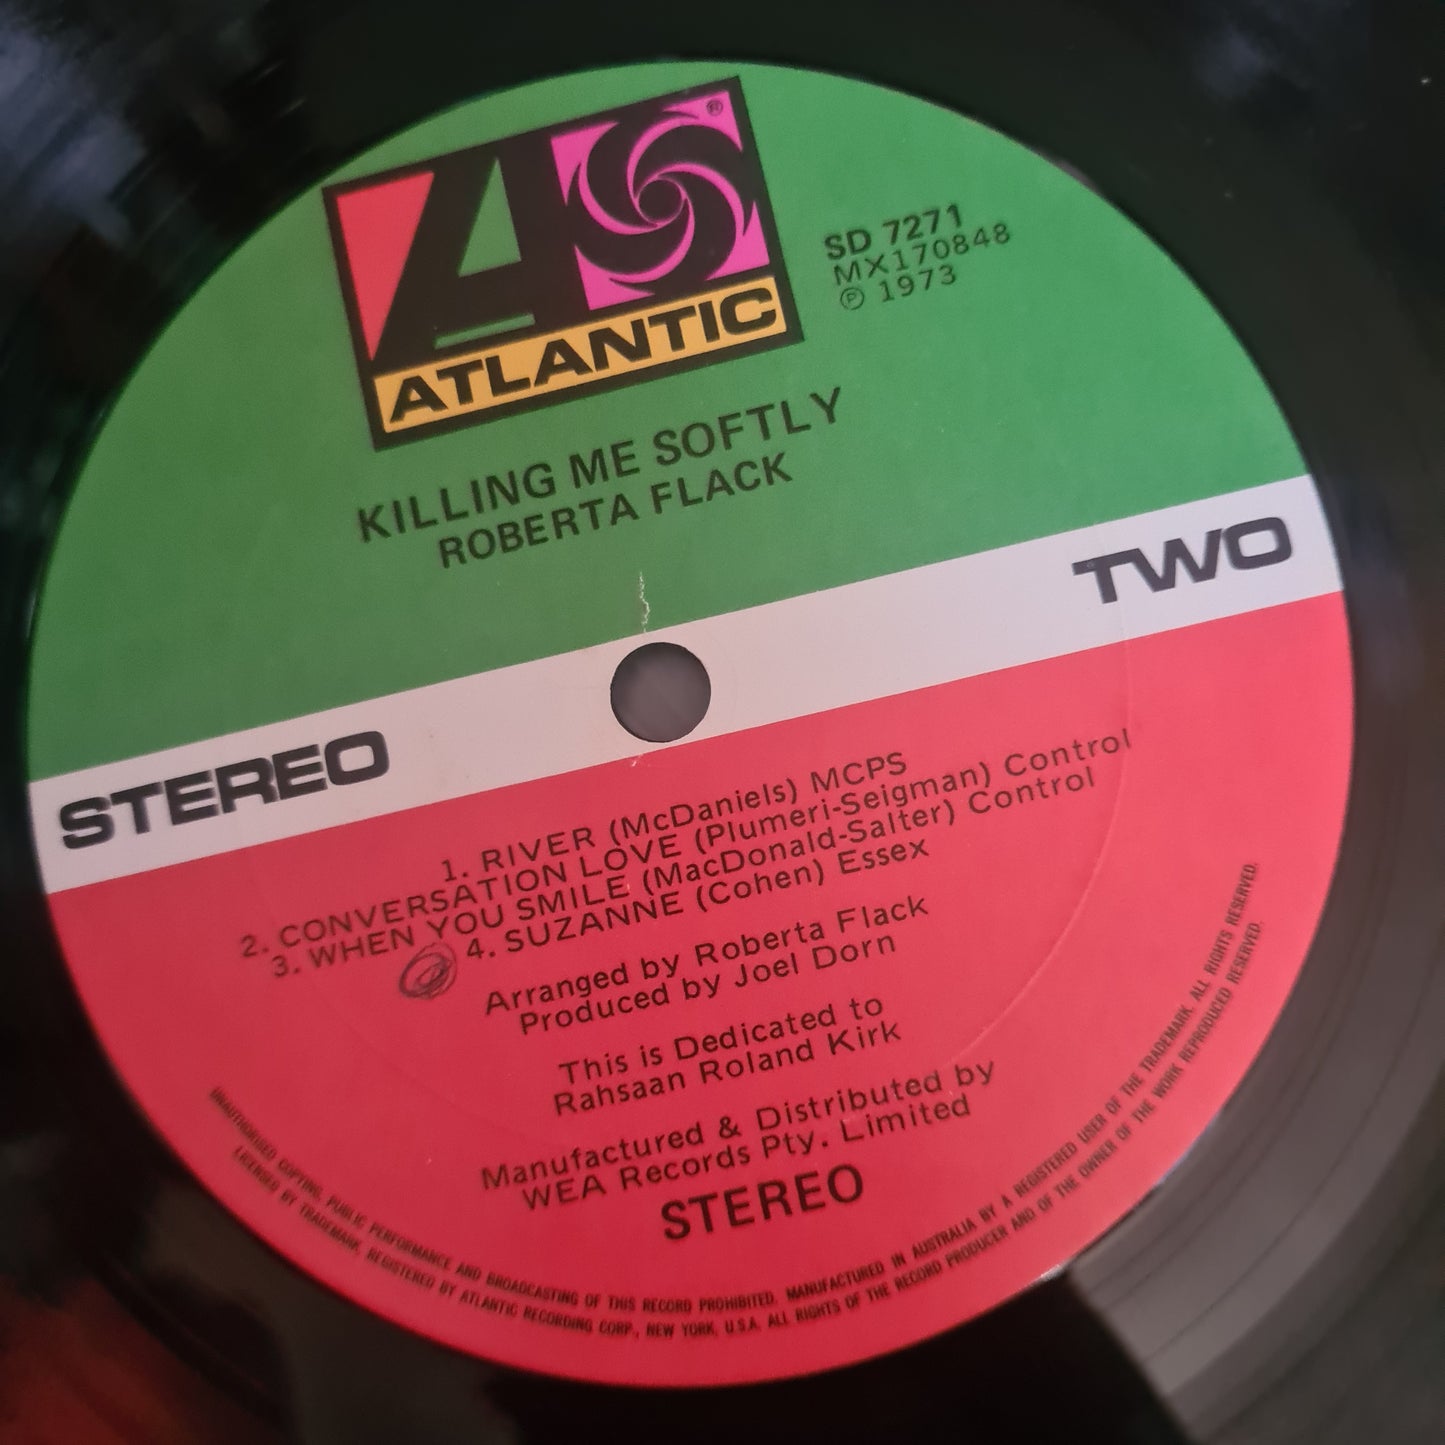 ATLANTIC
®
SD 7271
MX170848
℗ 1973
KILLING ME SOFTLY
ROBERTA FLACK
STEREO
TWO
1. RIVER (McDaniels) MCPS
2. CONVERSATION LOVE (Plumeri-Seigman) Control
3. WHEN YOU SMILE (MacDonald-Salter) Control
4. SUZANNE (Cohen) Essex
Arranged by Roberta Flack
Produced by Joel Dorn
This is Dedicated to
Rahsaan Roland Kirk
Manufactured & Distributed by
WEA Records Pty. Limited
STEREO
UNAUTHORISED COPYING, PUBLIC PERFORMANCE AND BROADCASTING OF THIS RECORD PROHIBITED. MANUFACTURED IN AUSTRALIA BY A REGISTERED USER OF THE TRADEMARK. ALL RIGHTS RESERVED.
LICENSED BY TRADEMARK, REGISTERED BY ATLANTIC RECORDING CORP., NEW YORK, U.S.A. ALL RIGHTS OF THE RECORD PRODUCER AND OF THE OWNER OF THE WORK REPRODUCED RESERVED.